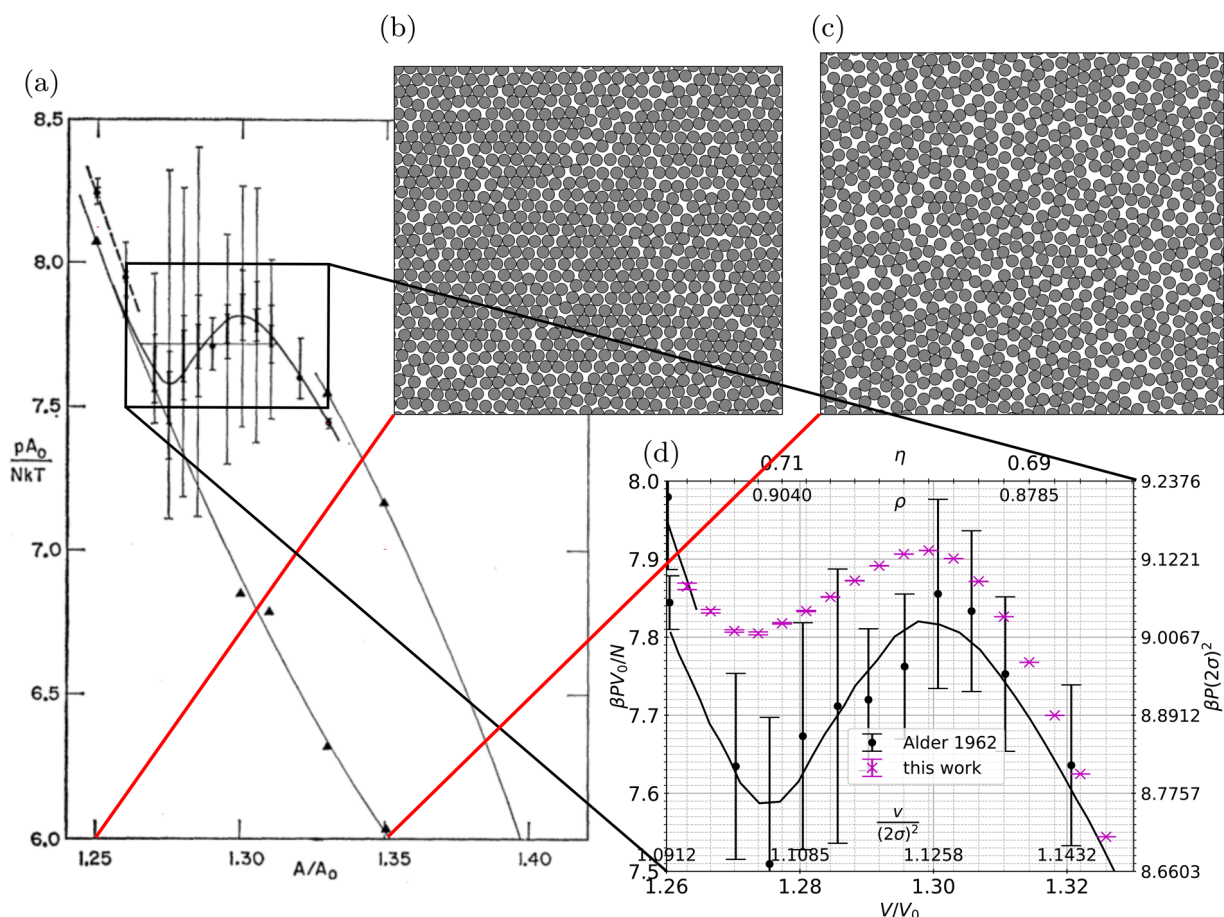 (a)
8.5
8.0
7.5
7.0
6.5
6.0
pA₀
NkT
1.25
1.30
1.35
1.40
A/A₀
(b)
(c)
(d)
0.71
η
0.69
0.9040
ρ
0.8785
8.0
7.9
7.8
7.7
7.6
7.5
βPV₀/N
9.2376
9.1221
9.0067
8.8912
8.7757
8.6603
βP(2σ)²
Alder 1962
this work
v
(2σ)²
1.0912
1.1085
1.1258
1.1432
1.26
1.28
1.30
1.32
V/V₀